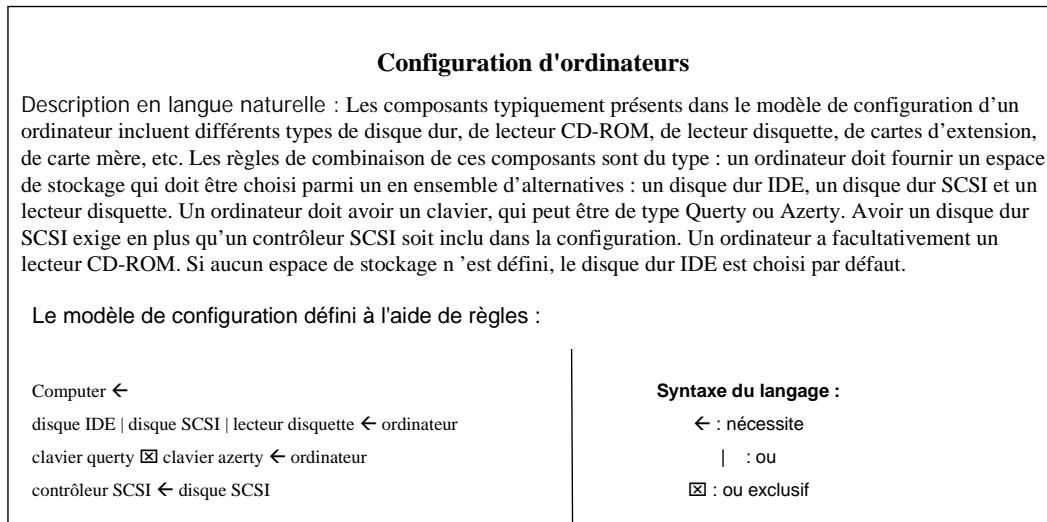 Configuration d'ordinateurs
Description en langue naturelle : Les composants typiquement présents dans le modèle de configuration d'un
ordinateur incluent différents types de disque dur, de lecteur CD-ROM, de lecteur disquette, de cartes d'extension,
de carte mère, etc. Les règles de combinaison de ces composants sont du type : un ordinateur doit fournir un espace
de stockage qui doit être choisi parmi un en ensemble d'alternatives : un disque dur IDE, un disque dur SCSI et un
lecteur disquette. Un ordinateur doit avoir un clavier, qui peut être de type Querty ou Azerty. Avoir un disque dur
SCSI exige en plus qu'un contrôleur SCSI soit inclu dans la configuration. Un ordinateur a facultativement un
lecteur CD-ROM. Si aucun espace de stockage n 'est défini, le disque dur IDE est choisi par défaut.
Le modèle de configuration défini à l'aide de règles :
Computer ←
disque IDE | disque SCSI | lecteur disquette ← ordinateur
clavier querty ☒ clavier azerty ← ordinateur
contrôleur SCSI ← disque SCSI
Syntaxe du langage :
← : nécessite
| : ou
☒ : ou exclusif